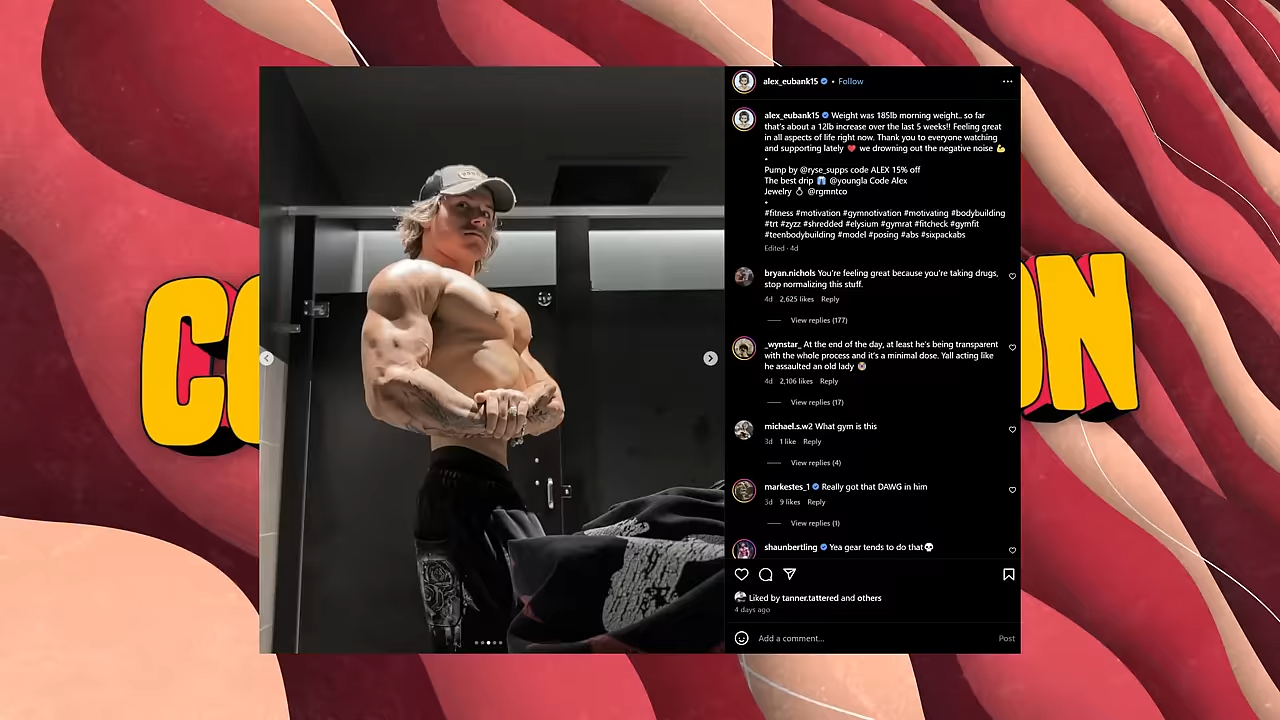 alex_eubank15 • Follow
alex_eubank15 Weight was 185lb morning weight.. so far
that's about a 12lb increase over the last 5 weeks!! Feeling great
in all aspects of life right now. Thank you to everyone watching
and supporting lately ❤️ we drowning out the negative noise 💪
•
Pump by @ryse_supps code ALEX 15% off
The best drip 👖 @youngla Code Alex
Jewelry 💍 @rgmntco
•
#fitness #motivation #gymnotivation #motivating #bodybuilding
#trt #zyzz #shredded #elysium #gymrat #fitcheck #gymfit
#teenbodybuilding #model #posing #abs #sixpackabs
Edited · 4d
bryan.nichols You're feeling great because you're taking drugs,
stop normalizing this stuff.
4d 2,625 likes Reply
View replies (177)
_wynstar_ At the end of the day, at least he's being transparent
with the whole process and it's a minimal dose. Yall acting like
he assaulted an old lady
4d 2,106 likes Reply
View replies (17)
michael.s.w2 What gym is this
3d 1 like Reply
View replies (4)
markestes_1 Really got that DAWG in him
3d 9 likes Reply
View replies (1)
shaunbertling Yea gear tends to do that💀
Liked by tanner.tattered and others
4 days ago
Add a comment...
Post